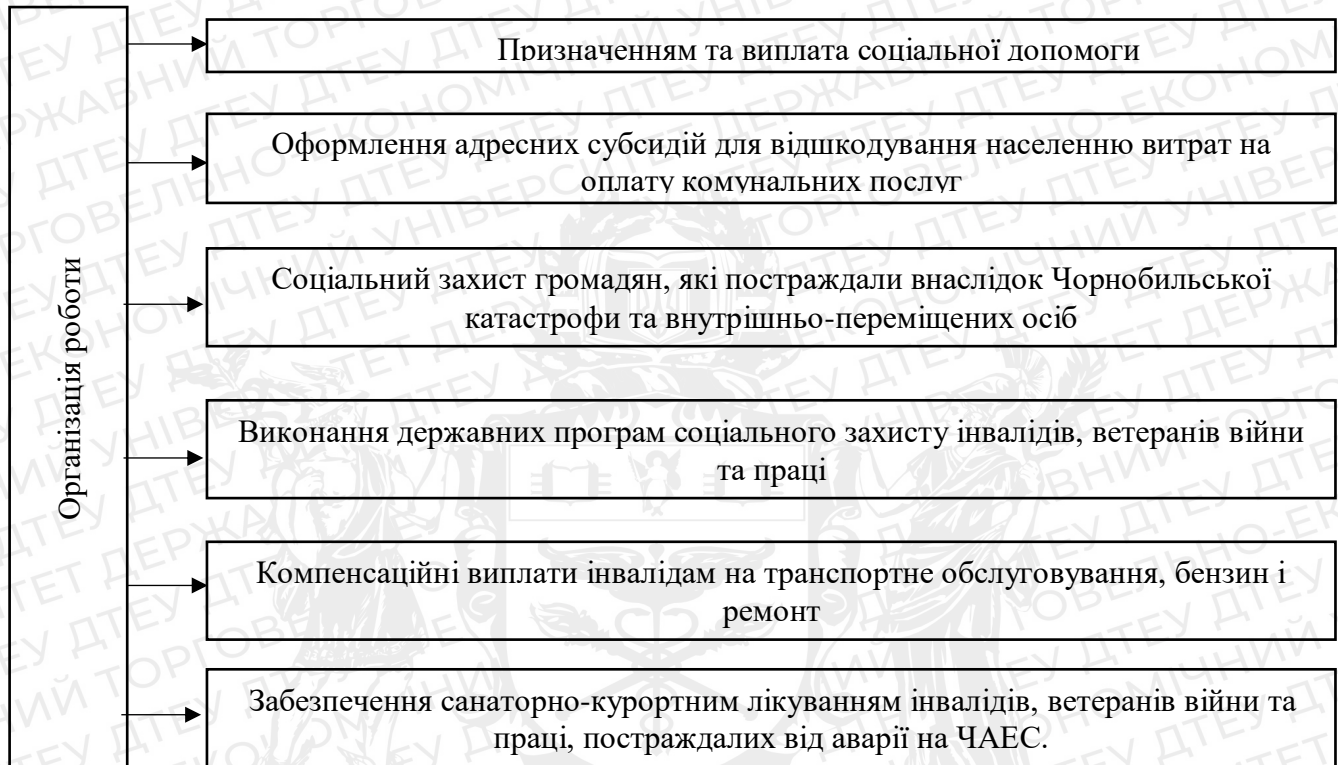 Організація роботи
Призначенням та виплата соціальної допомоги
Оформлення адресних субсидій для відшкодування населенню витрат на
оплату комунальних послуг
Соціальний захист громадян, які постраждали внаслідок Чорнобильської
катастрофи та внутрішньо-переміщених осіб
Виконання державних програм соціального захисту інвалідів, ветеранів війни
та праці
Компенсаційні виплати інвалідам на транспортне обслуговування, бензин і
ремонт
Забезпечення санаторно-курортним лікуванням інвалідів, ветеранів війни та
праці, постраждалих від аварії на ЧАЕС.